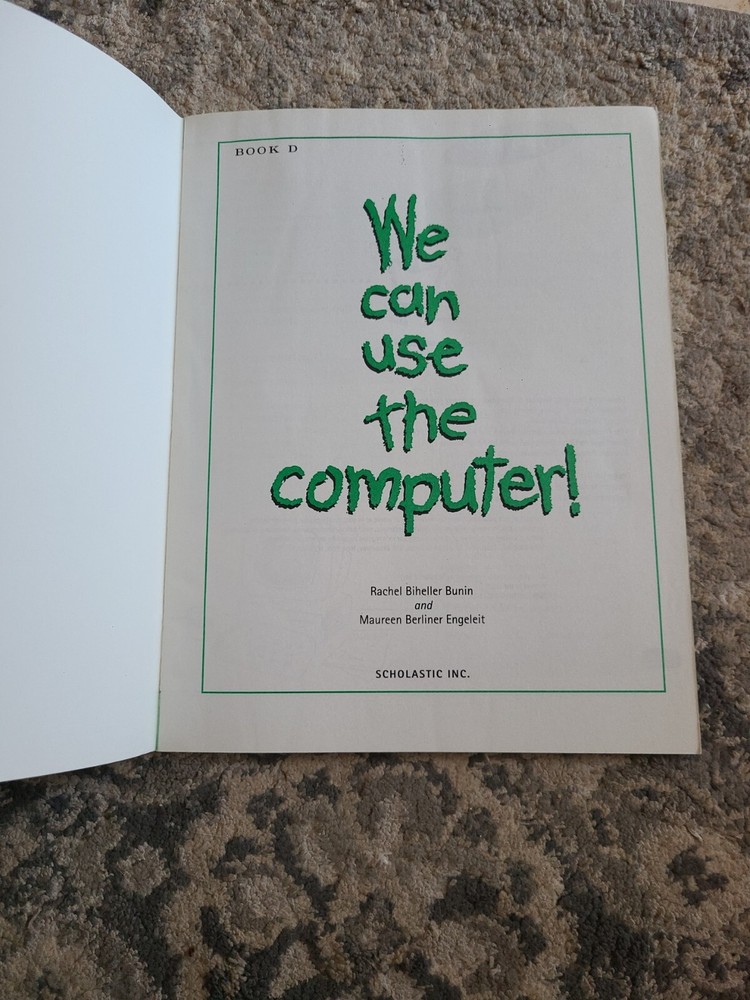 BOOK D
We
can
use
the
computer!
Rachel Biheller Bunin
and
Maureen Berliner Engeleit
SCHOLASTIC INC.